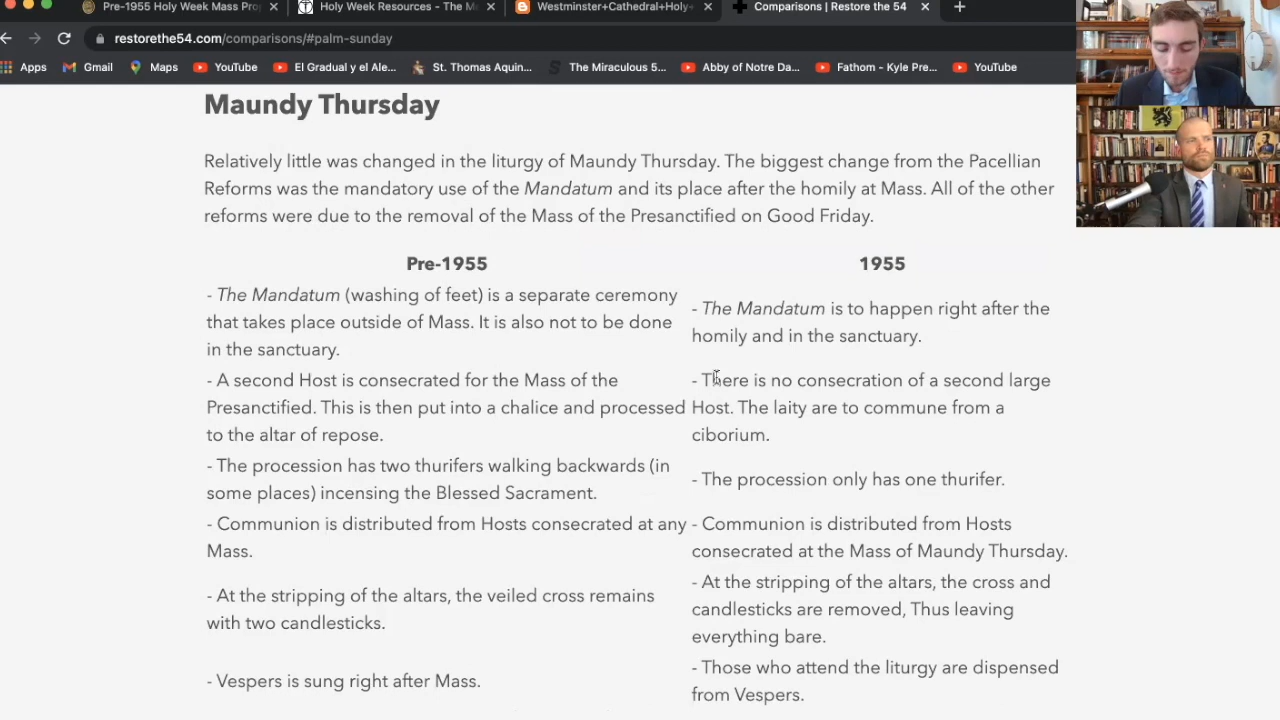 Pre-1955 Holy Week Mass Pro
Holy Week Resources - The M
Westminster+Cathedral+Holy+
Comparisons | Restore the 54
restorethe54.com/comparisons/#palm-sunday
Apps
Gmail
Maps
YouTube
El Gradual y el Ale...
St. Thomas Aquin...
The Miraculous 5...
Abby of Notre Da...
Fathom - Kyle Pre...
YouTube
Maundy Thursday
Relatively little was changed in the liturgy of Maundy Thursday. The biggest change from the Pacellian
Reforms was the mandatory use of the Mandatum and its place after the homily at Mass. All of the other
reforms were due to the removal of the Mass of the Presanctified on Good Friday.
Pre-1955
- The Mandatum (washing of feet) is a separate ceremony
that takes place outside of Mass. It is also not to be done
in the sanctuary.
- A second Host is consecrated for the Mass of the
Presanctified. This is then put into a chalice and processed
to the altar of repose.
- The procession has two thurifers walking backwards (in
some places) incensing the Blessed Sacrament.
- Communion is distributed from Hosts consecrated at any
Mass.
- At the stripping of the altars, the veiled cross remains
with two candlesticks.
- Vespers is sung right after Mass.
1955
- The Mandatum is to happen right after the
homily and in the sanctuary.
- There is no consecration of a second large
Host. The laity are to commune from a
ciborium.
- The procession only has one thurifer.
- Communion is distributed from Hosts
consecrated at the Mass of Maundy Thursday.
- At the stripping of the altars, the cross and
candlesticks are removed, Thus leaving
everything bare.
- Those who attend the liturgy are dispensed
from Vespers.